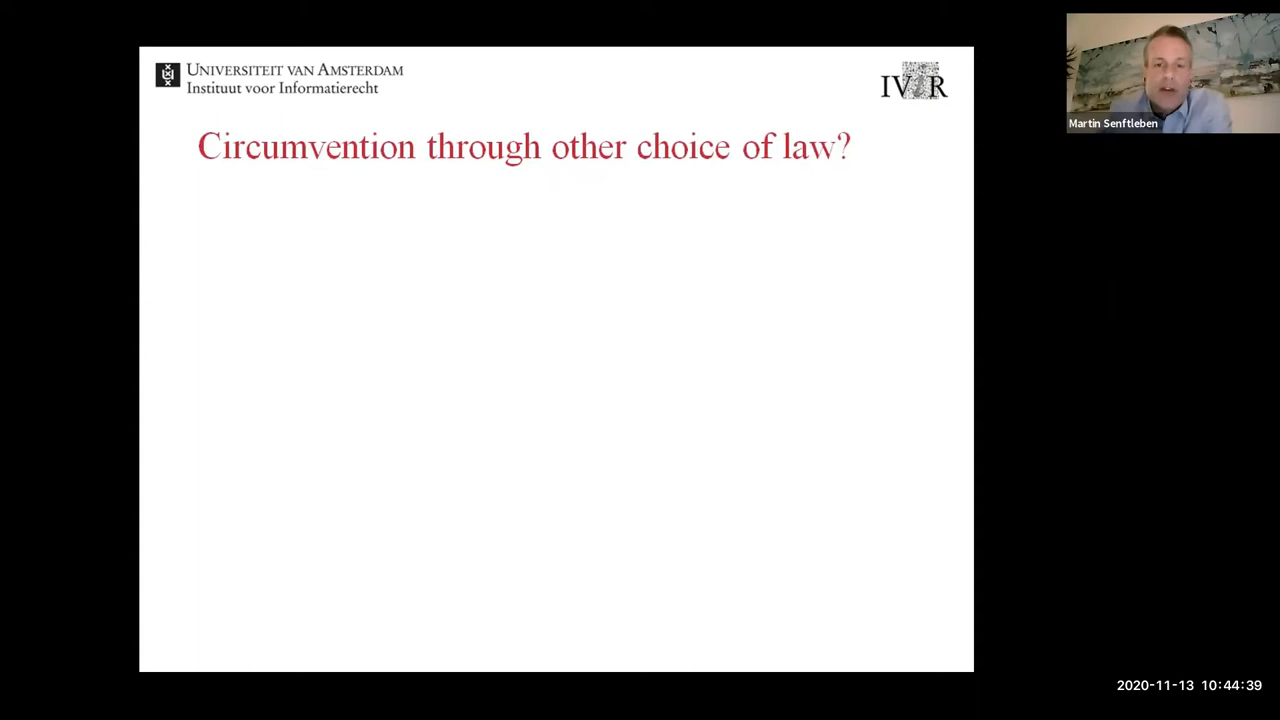 UNIVERSITEIT VAN AMSTERDAM
Instituut voor Informatierecht
IViR
Martin Senftleben
Circumvention through other choice of law?
2020-11-13 10:44:39